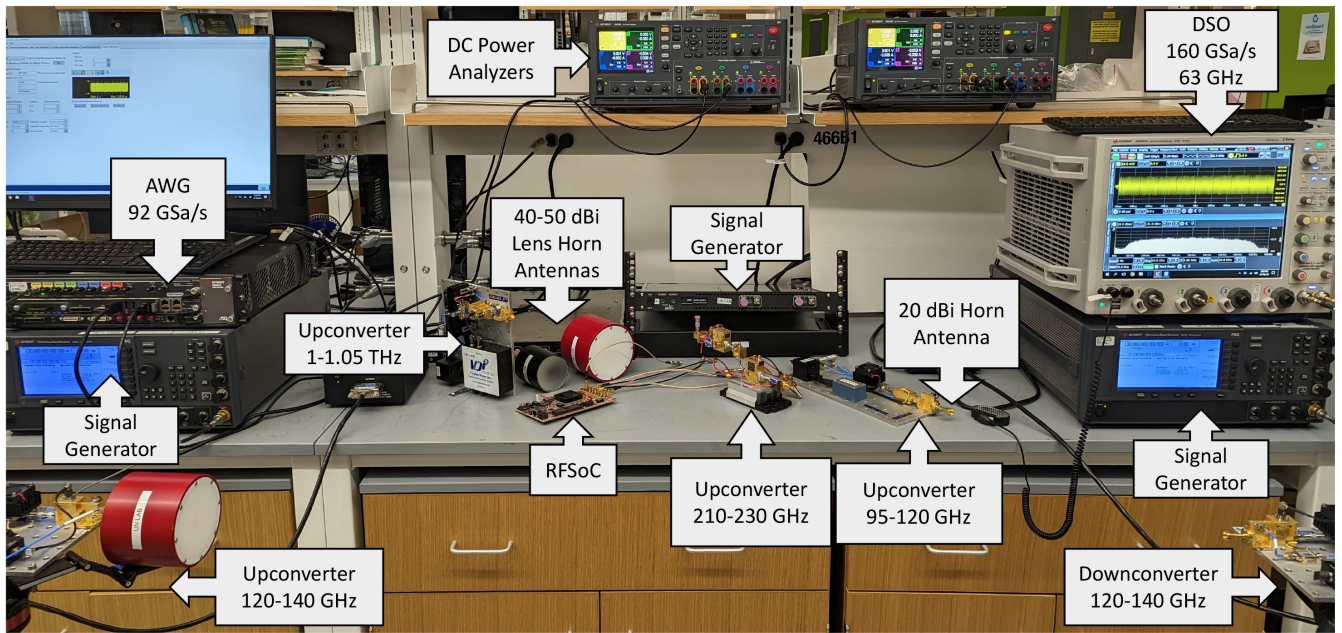 DC Power
Analyzers
DSO
160 GSa/s
63 GHz
466B1
AWG
92 GSa/s
40-50 dBi
Lens Horn
Antennas
Signal
Generator
20 dBi Horn
Antenna
Upconverter
1-1.05 THz
VDI
Signal
Generator
RFSoC
Upconverter
210-230 GHz
Upconverter
95-120 GHz
Signal
Generator
UN LAB
Upconverter
120-140 GHz
Downconverter
120-140 GHz